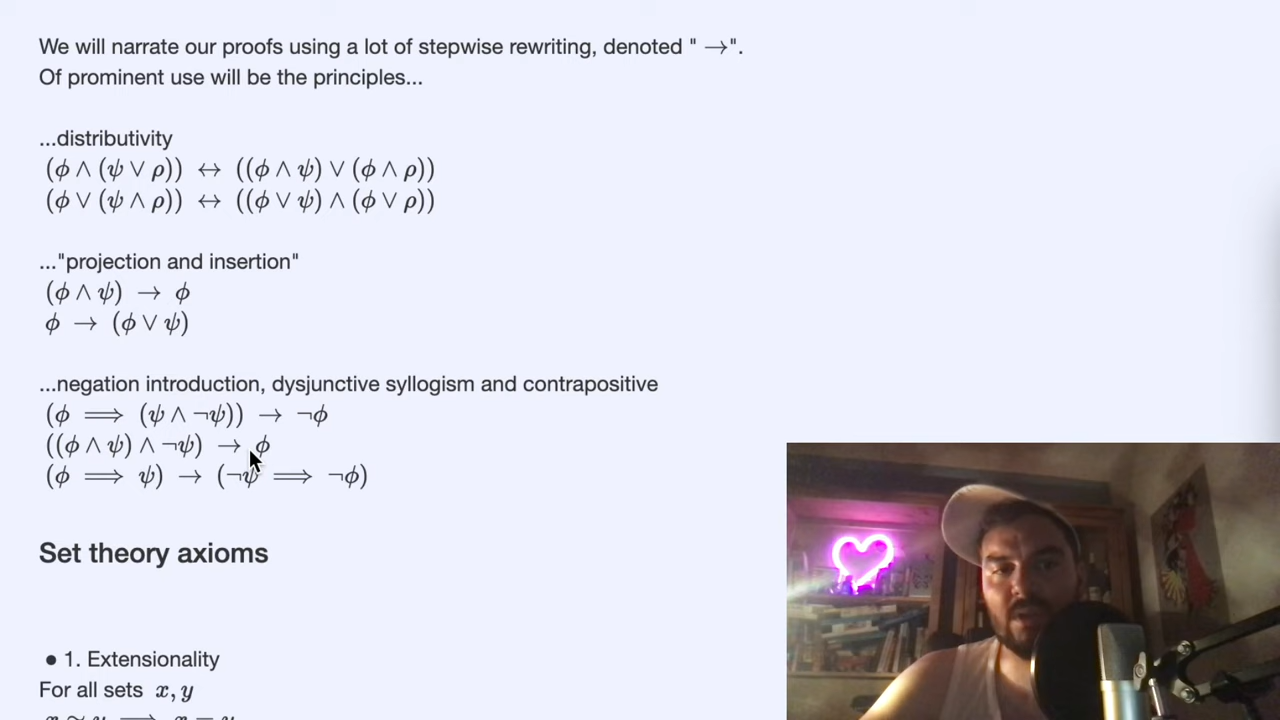 We will narrate our proofs using a lot of stepwise rewriting, denoted " →".
Of prominent use will be the principles...
...distributivity
(ϕ ∧ (ψ ∨ ρ)) ↔ ((ϕ ∧ ψ) ∨ (ϕ ∧ ρ))
(ϕ ∨ (ψ ∧ ρ)) ↔ ((ϕ ∨ ψ) ∧ (ϕ ∨ ρ))
..."projection and insertion"
(ϕ ∧ ψ) → ϕ
ϕ → (ϕ ∨ ψ)
...negation introduction, dysjunctive syllogism and contrapositive
(ϕ ⟹ (ψ ∧ ¬ψ)) → ¬ϕ
((ϕ ∧ ψ) ∧ ¬ψ) → ϕ
(ϕ ⟹ ψ) → (¬ψ ⟹ ¬ϕ)
Set theory axioms
● 1. Extensionality
For all sets x, y